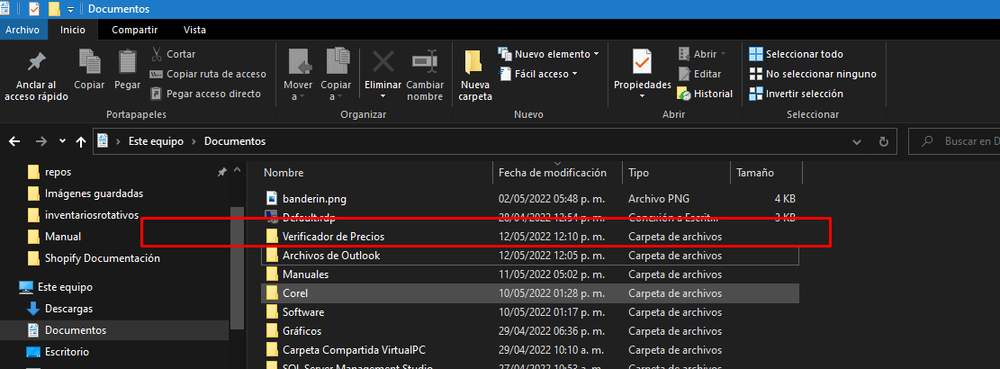 Documentos
Archivo Inicio Compartir Vista
Anclar al acceso rápido
Copiar
Pegar
Cortar
Copiar ruta de acceso
Pegar acceso directo
Portapapeles
Mover a
Copiar a
Eliminar
Cambiar nombre
Organizar
Nueva carpeta
Nuevo elemento
Fácil acceso
Nuevo
Propiedades
Abrir
Editar
Historial
Abrir
Seleccionar todo
No seleccionar ninguno
Invertir selección
Seleccionar
Este equipo Documentos
Buscar en D
repos
Imágenes guardadas
inventariosrotativos
Manual
Shopify Documentación
Este equipo
Descargas
Documentos
Escritorio
Nombre Fecha de modificación Tipo Tamaño
banderin.png 02/05/2022 05:48 p. m. Archivo PNG 4 KB
Default.rdp 28/04/2022 12:54 p. m. Conexión a Escrit... 3 KB
Verificador de Precios 12/05/2022 12:10 p. m. Carpeta de archivos
Archivos de Outlook 12/05/2022 12:05 p. m. Carpeta de archivos
Manuales 11/05/2022 05:02 p. m. Carpeta de archivos
Corel 10/05/2022 01:28 p. m. Carpeta de archivos
Software 10/05/2022 01:17 p. m. Carpeta de archivos
Gráficos 29/04/2022 06:36 p. m. Carpeta de archivos
Carpeta Compartida VirtualPC 29/04/2022 10:10 a. m. Carpeta de archivos
SQL Server Management Studio 27/04/2022 10:53 a. m. Carpeta de archivos